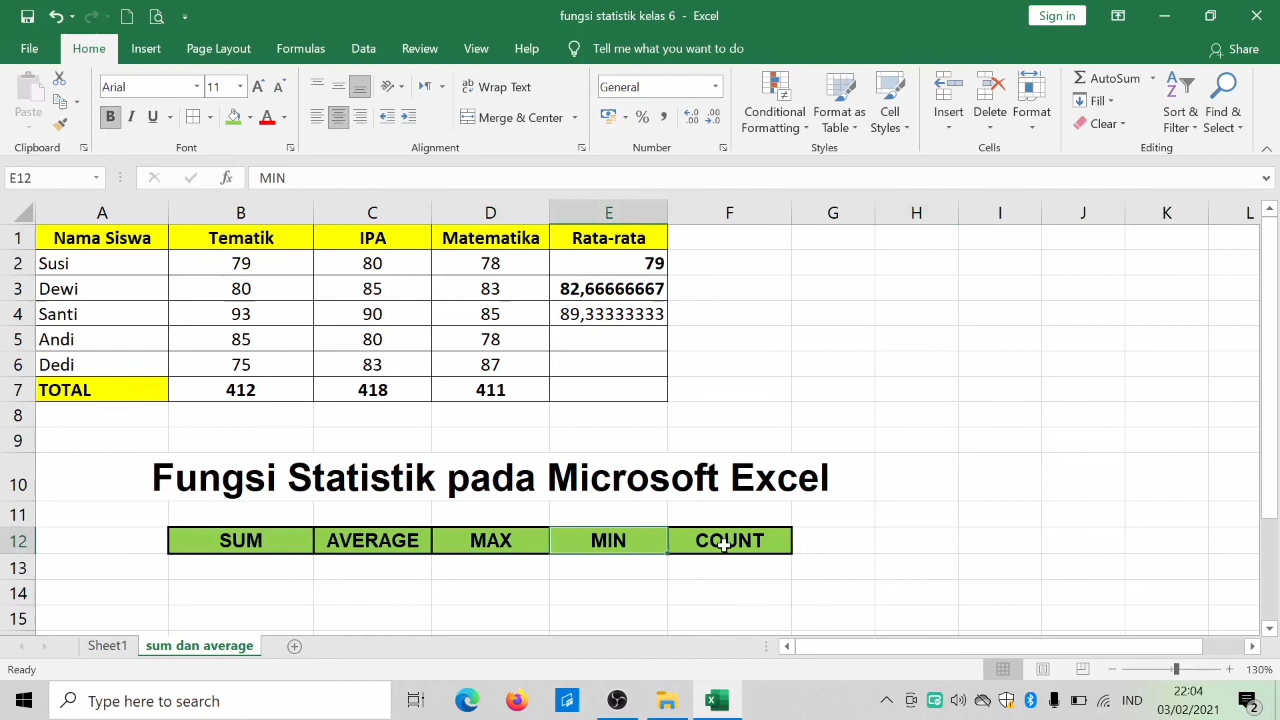 fungsi statistik kelas 6 - Excel
Sign in
File Home Insert Page Layout Formulas Data Review View Help Tell me what you want to do Share
Paste
Clipboard
Arial 11
B I U
Font
Wrap Text
Merge & Center
Alignment
General
% ,
Number
Conditional Formatting
Format as Table
Cell Styles
Styles
Insert
Delete
Format
Cells
AutoSum
Fill
Clear
Sort & Filter
Find & Select
Editing
E12 fx MIN
A B C D E F G H I J K L
1 Nama Siswa Tematik IPA Matematika Rata-rata
2 Susi 79 80 78 79
3 Dewi 80 85 83 82,66666667
4 Santi 93 90 85 89,33333333
5 Andi 85 80 78
6 Dedi 75 83 87
7 TOTAL 412 418 411
8
9
10 Fungsi Statistik pada Microsoft Excel
11
12 SUM AVERAGE MAX MIN COUNT
13
14
15
Sheet1 sum dan average
Ready 130%
Type here to search
IND
22:04
03/02/2021
2